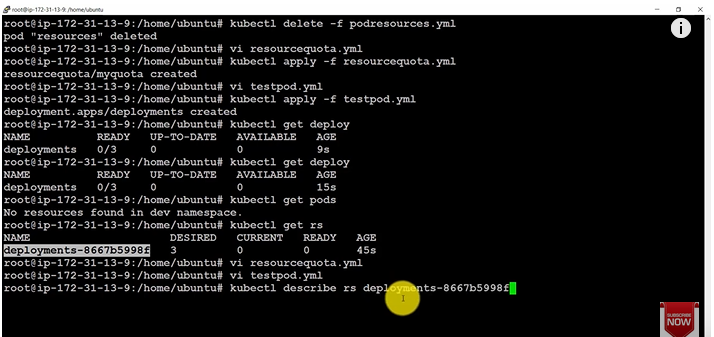 root@ip-172-31-13-9: /home/ubuntu
root@ip-172-31-13-9:/home/ubuntu# kubectl delete -f podresources.yml
pod "resources" deleted
root@ip-172-31-13-9:/home/ubuntu# vi resourcequota.yml
root@ip-172-31-13-9:/home/ubuntu# kubectl apply -f resourcequota.yml
resourcequota/myquota created
root@ip-172-31-13-9:/home/ubuntu# vi testpod.yml
root@ip-172-31-13-9:/home/ubuntu# kubectl apply -f testpod.yml
deployment.apps/deployments created
root@ip-172-31-13-9:/home/ubuntu# kubectl get deploy
NAME READY UP-TO-DATE AVAILABLE AGE
deployments 0/3 0 0 9s
root@ip-172-31-13-9:/home/ubuntu# kubectl get deploy
NAME READY UP-TO-DATE AVAILABLE AGE
deployments 0/3 0 0 15s
root@ip-172-31-13-9:/home/ubuntu# kubectl get pods
No resources found in dev namespace.
root@ip-172-31-13-9:/home/ubuntu# kubectl get rs
NAME DESIRED CURRENT READY AGE
deployments-8667b5998f 3 0 0 45s
root@ip-172-31-13-9:/home/ubuntu# vi resourcequota.yml
root@ip-172-31-13-9:/home/ubuntu# vi testpod.yml
root@ip-172-31-13-9:/home/ubuntu# kubectl describe rs deployments-8667b5998f
SUBSCRIBE
NOW